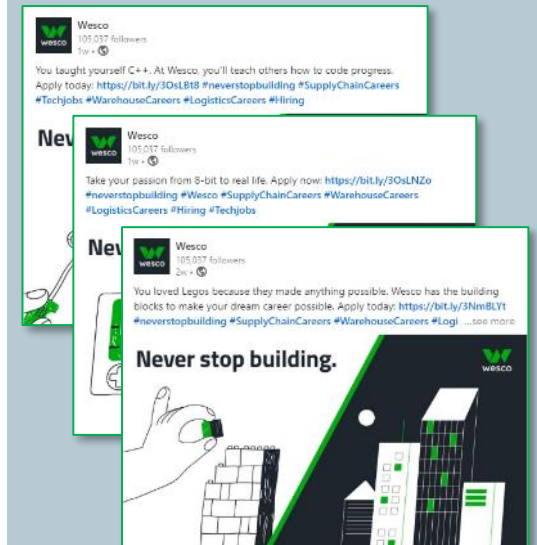 wesco
Wesco
105,037 followers
1w •
You taught yourself C++. At Wesco, you'll teach others how to code progress.
Apply today: https://bit.ly/3OsLBt8 #neverstopbuilding #SupplyChainCareers
#Techjobs #WarehouseCareers #LogisticsCareers #Hiring
Nev
wesco
Wesco
105,037 followers
1w •
Take your passion from 8-bit to real life. Apply now: https://bit.ly/3OsLNZo
#neverstopbuilding #Wesco #SupplyChainCareers #WarehouseCareers
#LogisticsCareers #Hiring #Techjobs
Nev
wesco
Wesco
105,037 followers
2w •
You loved Legos because they made anything possible. Wesco has the building
blocks to make your dream career possible. Apply today: https://bit.ly/3NmBLYt
#neverstopbuilding #SupplyChainCareers #WarehouseCareers #Logi ...see more
Never stop building.
wesco